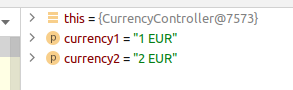 this = {CurrencyController@7573}
currency1 = "1 EUR"
currency2 = "2 EUR"